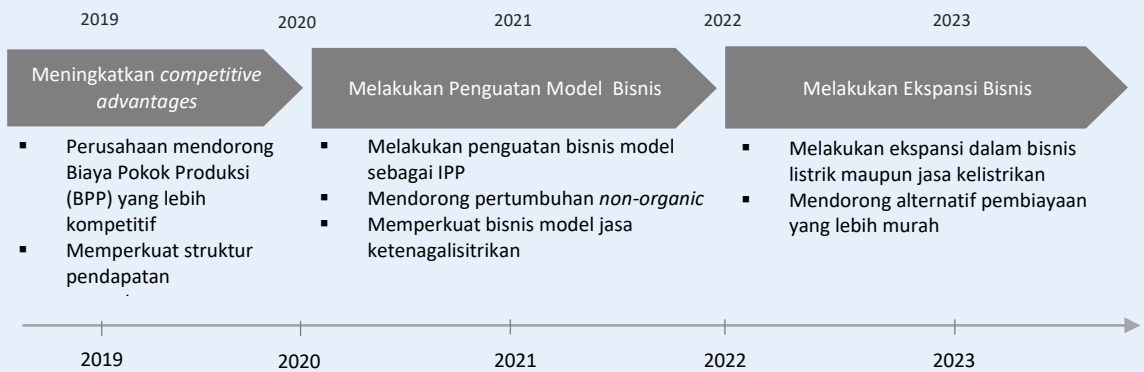 2019 2020 2021 2022 2023
Meningkatkan competitive
advantages
Melakukan Penguatan Model Bisnis
Melakukan Ekspansi Bisnis
▪ Perusahaan mendorong
Biaya Pokok Produksi
(BPP) yang lebih
kompetitif
▪ Memperkuat struktur
pendapatan
▪ Melakukan penguatan bisnis model
sebagai IPP
▪ Mendorong pertumbuhan non-organic
▪ Memperkuat bisnis model jasa
ketenagalisitrikan
▪ Melakukan ekspansi dalam bisnis
listrik maupun jasa kelistrikan
▪ Mendorong alternatif pembiayaan
yang lebih murah
2019 2020 2021 2022 2023